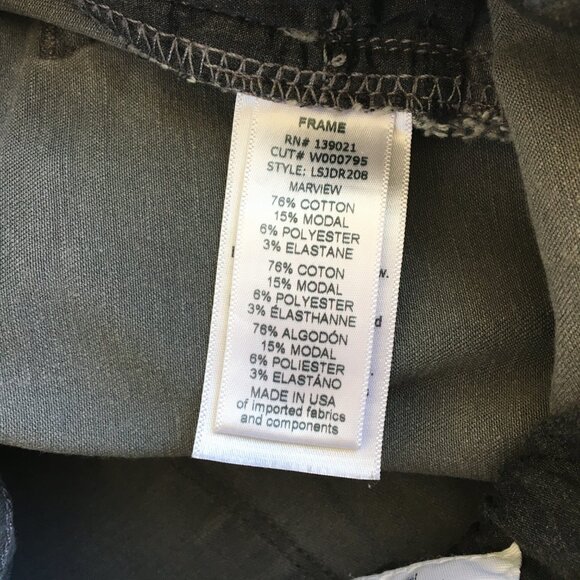 FRAME
RN# 139021
CUT# W000795
STYLE: LSJDR208
MARVIEW
76% COTTON
15% MODAL
6% POLYESTER
3% ELASTANE
76% COTON
15% MODAL
6% POLYESTER
3% ÉLASTHANNE
76% ALGODÓN
15% MODAL
6% POLIESTER
3% ELASTÁNO
MADE IN USA
of imported fabrics
and components